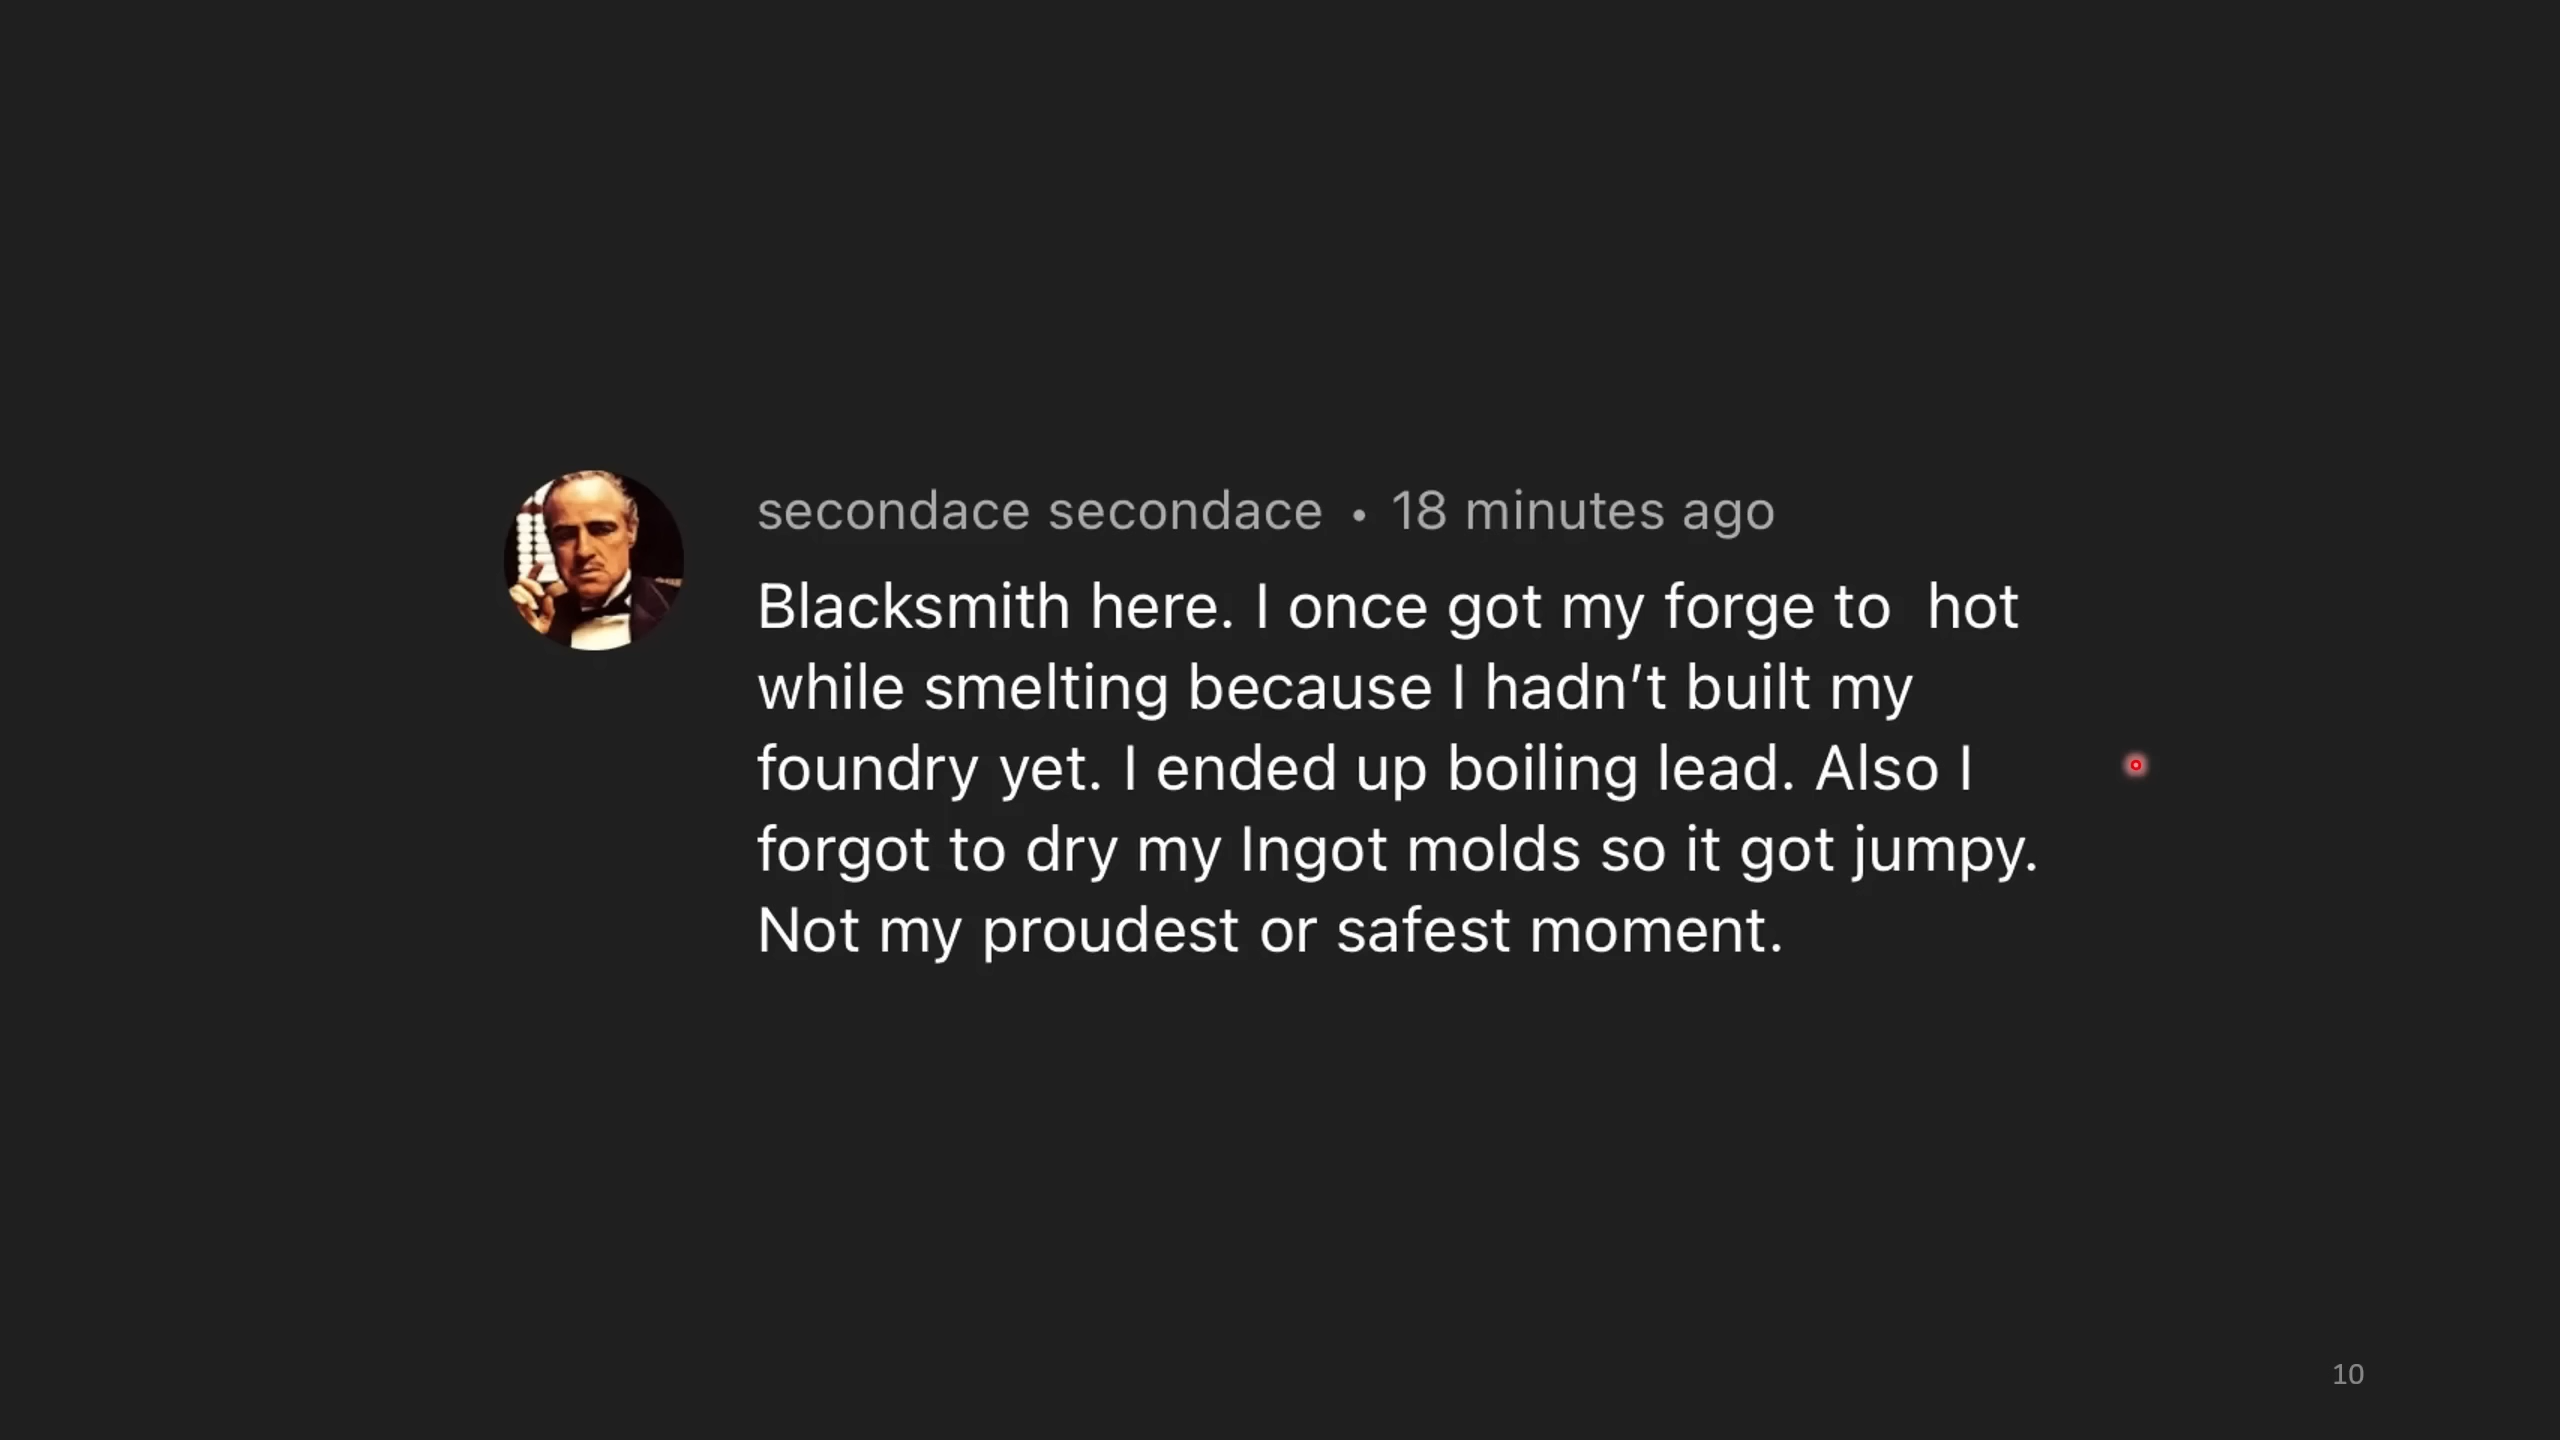 secondace secondace • 18 minutes ago
Blacksmith here. I once got my forge to  hot
while smelting because I hadn’t built my
foundry yet. I ended up boiling lead. Also I
forgot to dry my Ingot molds so it got jumpy.
Not my proudest or safest moment.
10